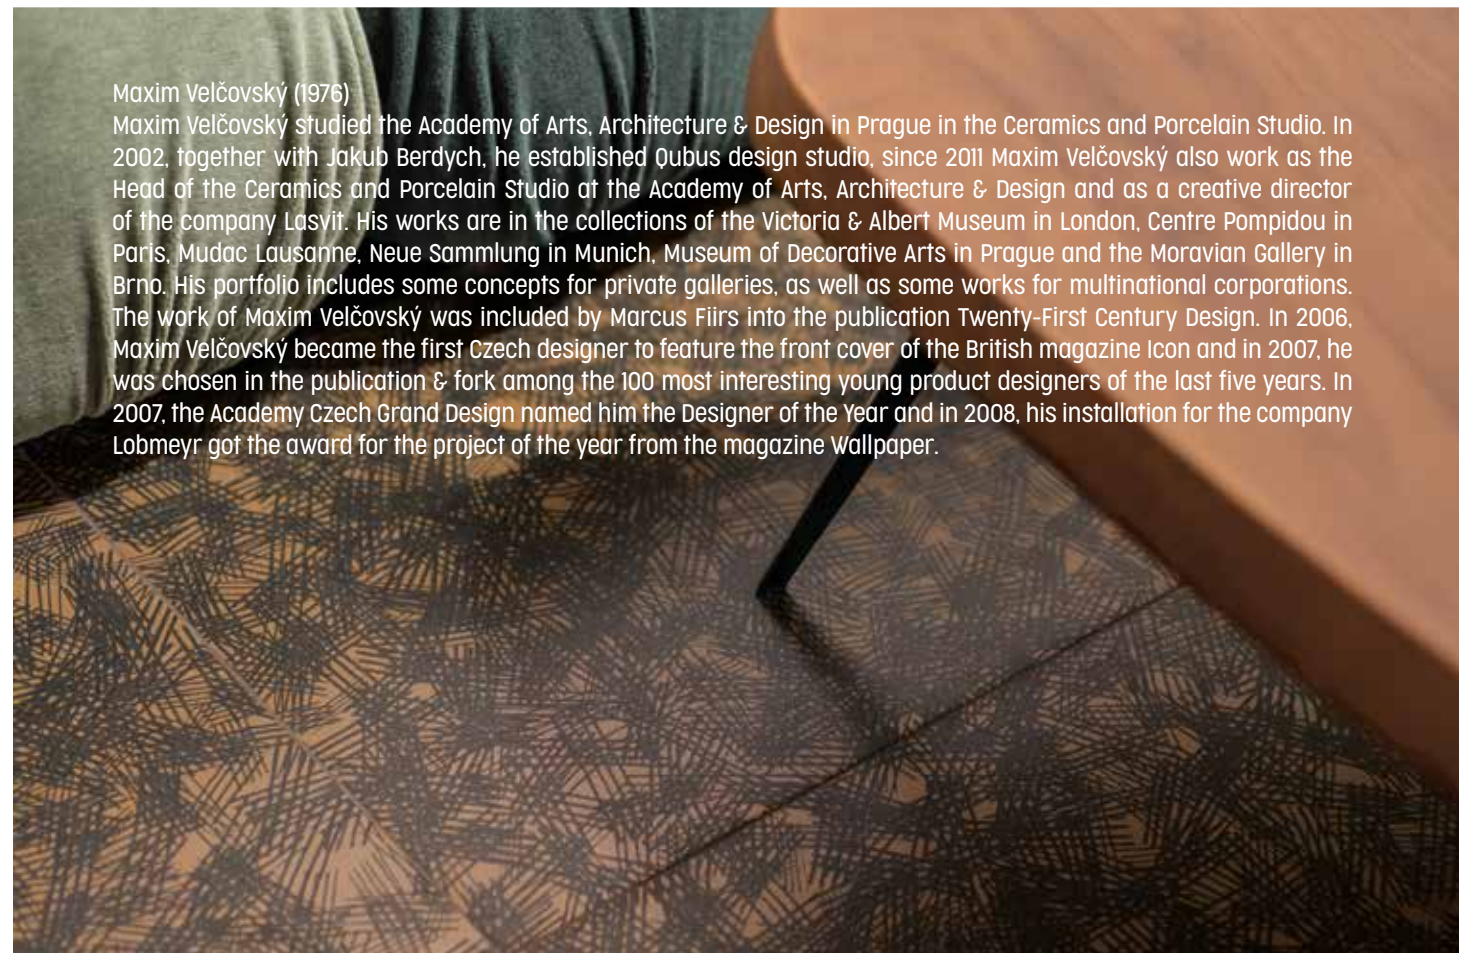 Maxim Velčovský (1976)
Maxim Velčovský studied the Academy of Arts, Architecture & Design in Prague in the Ceramics and Porcelain Studio. In
2002, together with Jakub Berdych, he established Qubus design studio, since 2011 Maxim Velčovský also work as the
Head of the Ceramics and Porcelain Studio at the Academy of Arts, Architecture & Design and as a creative director
of the company Lasvit. His works are in the collections of the Victoria & Albert Museum in London, Centre Pompidou in
Paris, Mudac Lausanne, Neue Sammlung in Munich, Museum of Decorative Arts in Prague and the Moravian Gallery in
Brno. His portfolio includes some concepts for private galleries, as well as some works for multinational corporations.
The work of Maxim Velčovský was included by Marcus Fiirs into the publication Twenty-First Century Design. In 2006,
Maxim Velčovský became the first Czech designer to feature the front cover of the British magazine Icon and in 2007, he
was chosen in the publication & fork among the 100 most interesting young product designers of the last five years. In
2007, the Academy Czech Grand Design named him the Designer of the Year and in 2008, his installation for the company
Lobmeyr got the award for the project of the year from the magazine Wallpaper.